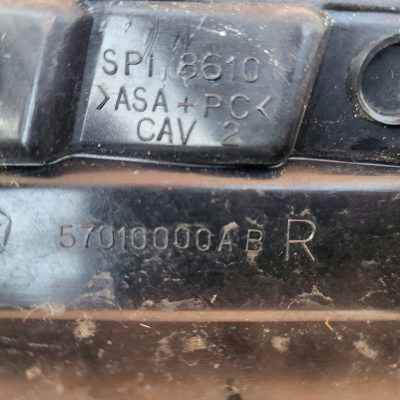 SPI 8610
>ASA+PC<
CAV 2
57010000AB R